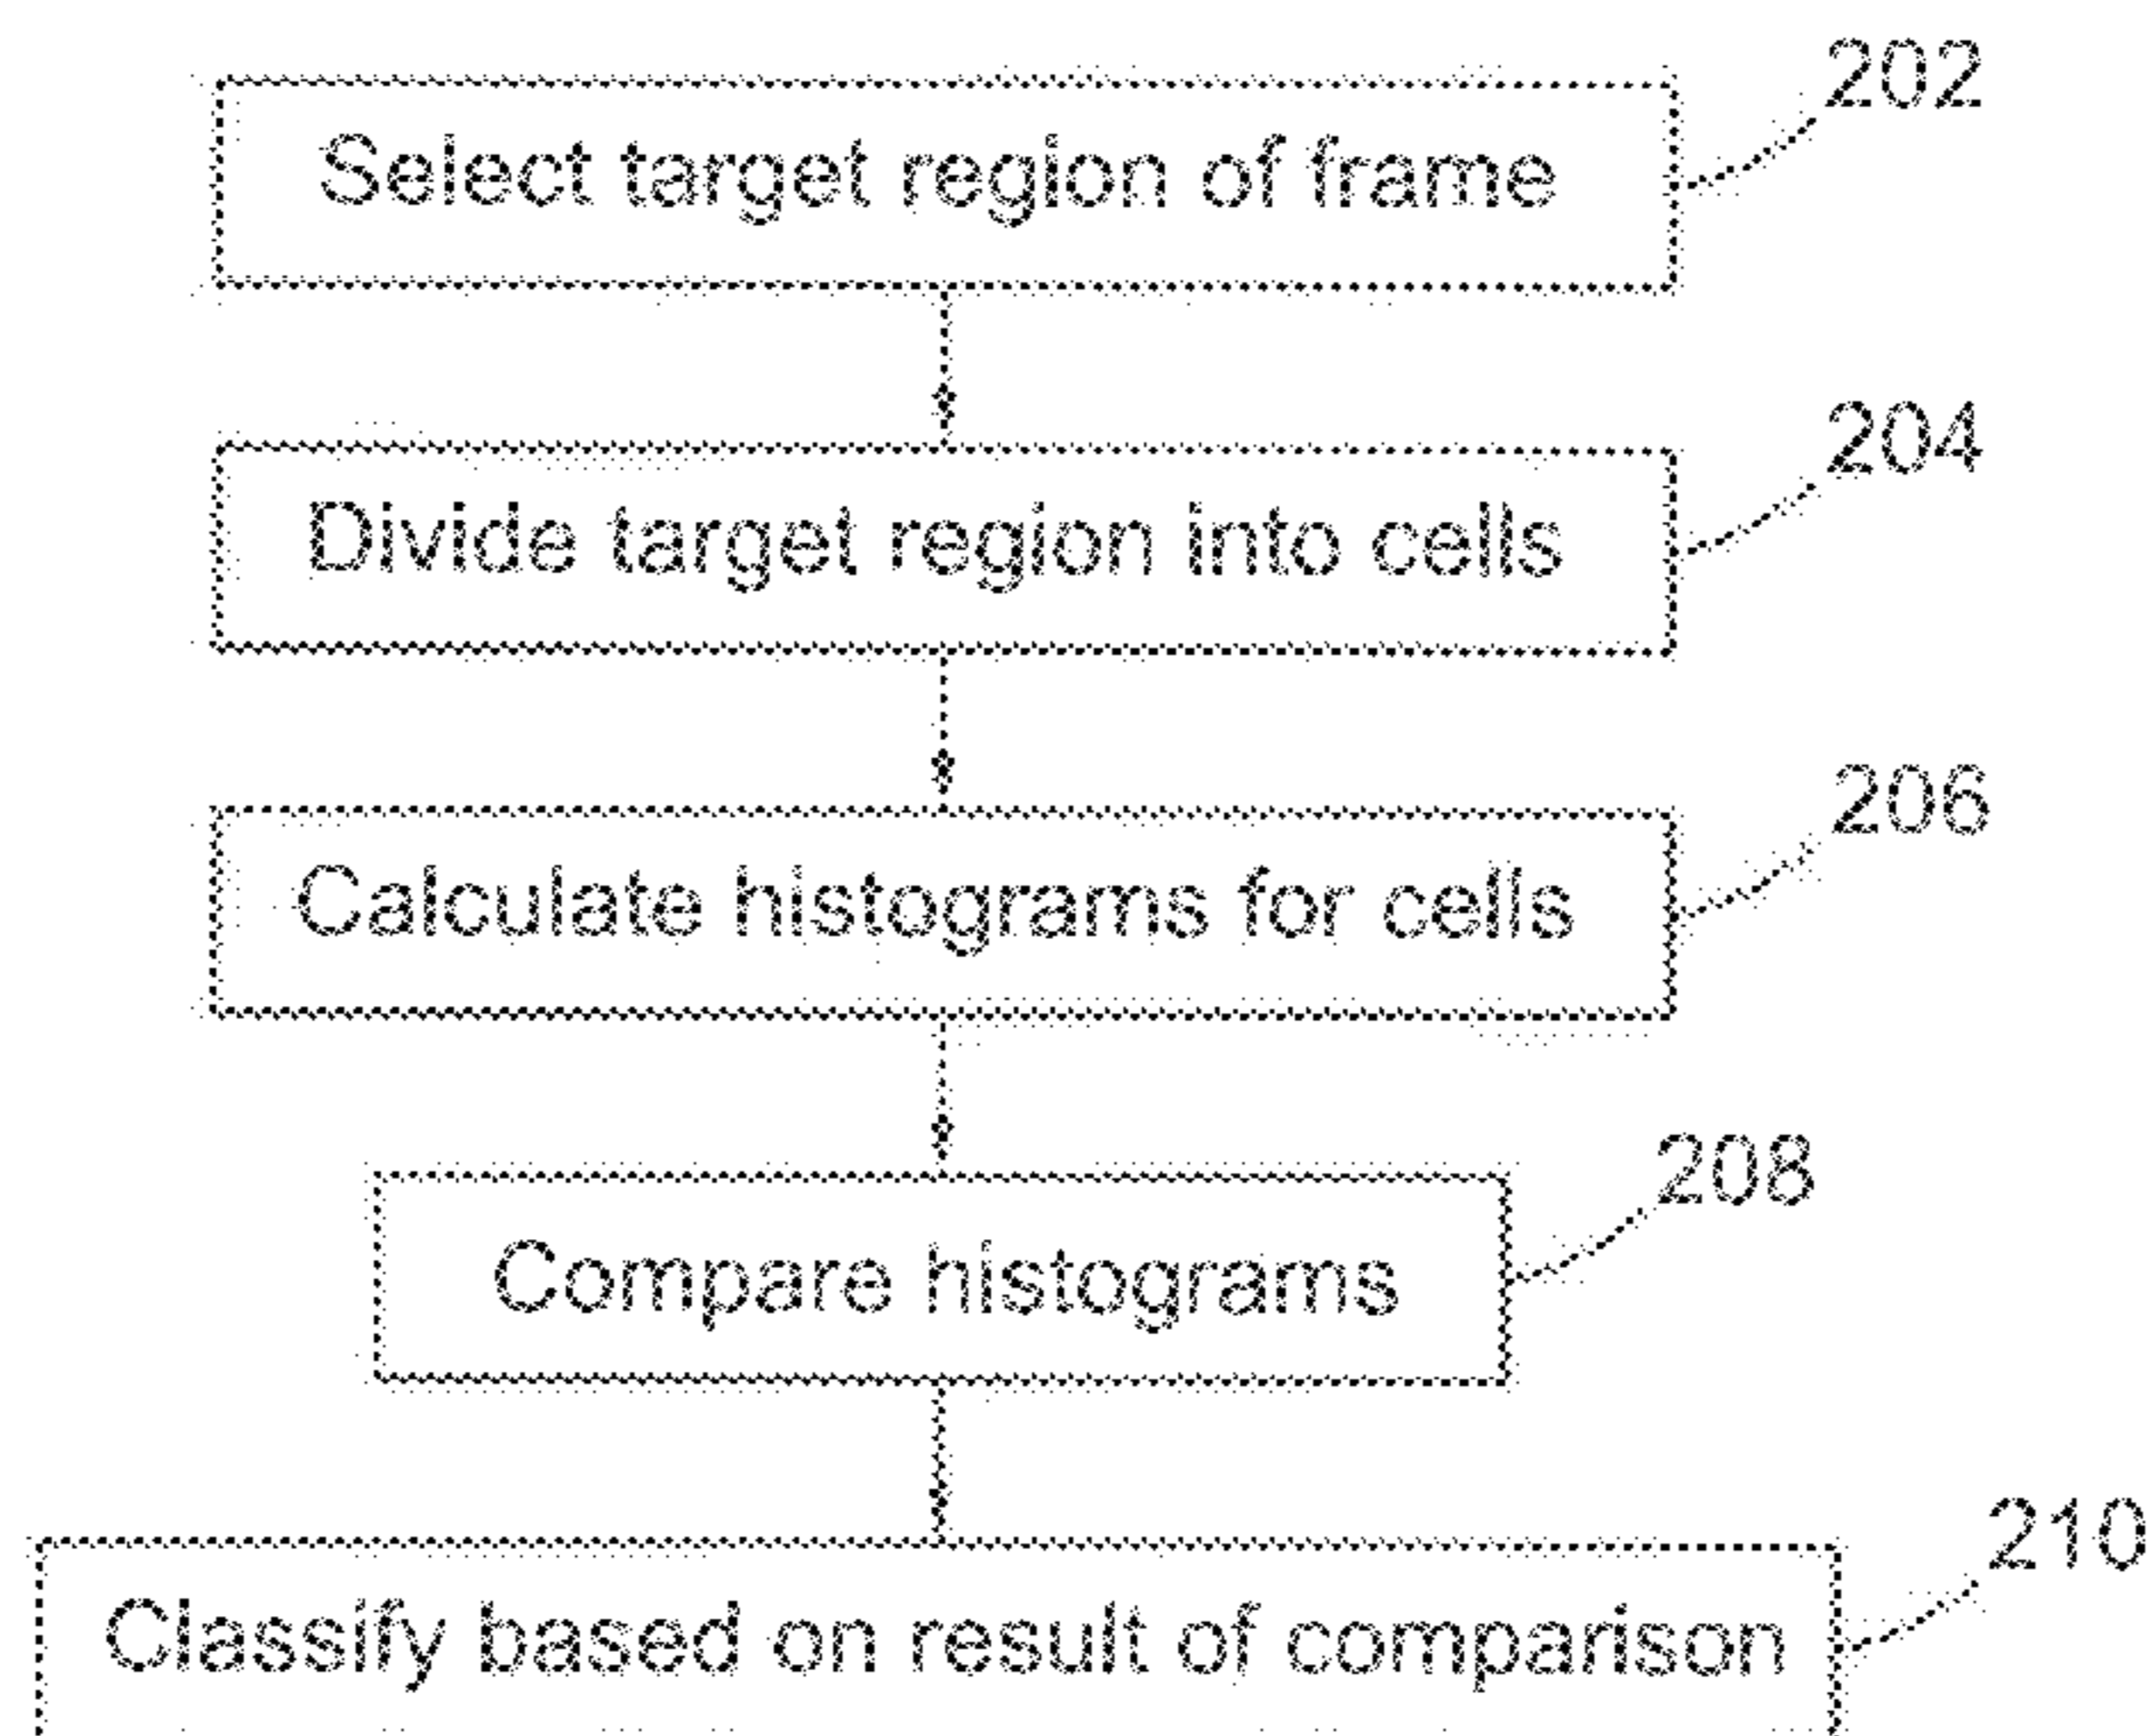 202
Select target region of frame
204
Divide target region into cells
206
Calculate histograms for cells
208
Compare histograms
210
Classify based on result of comparison